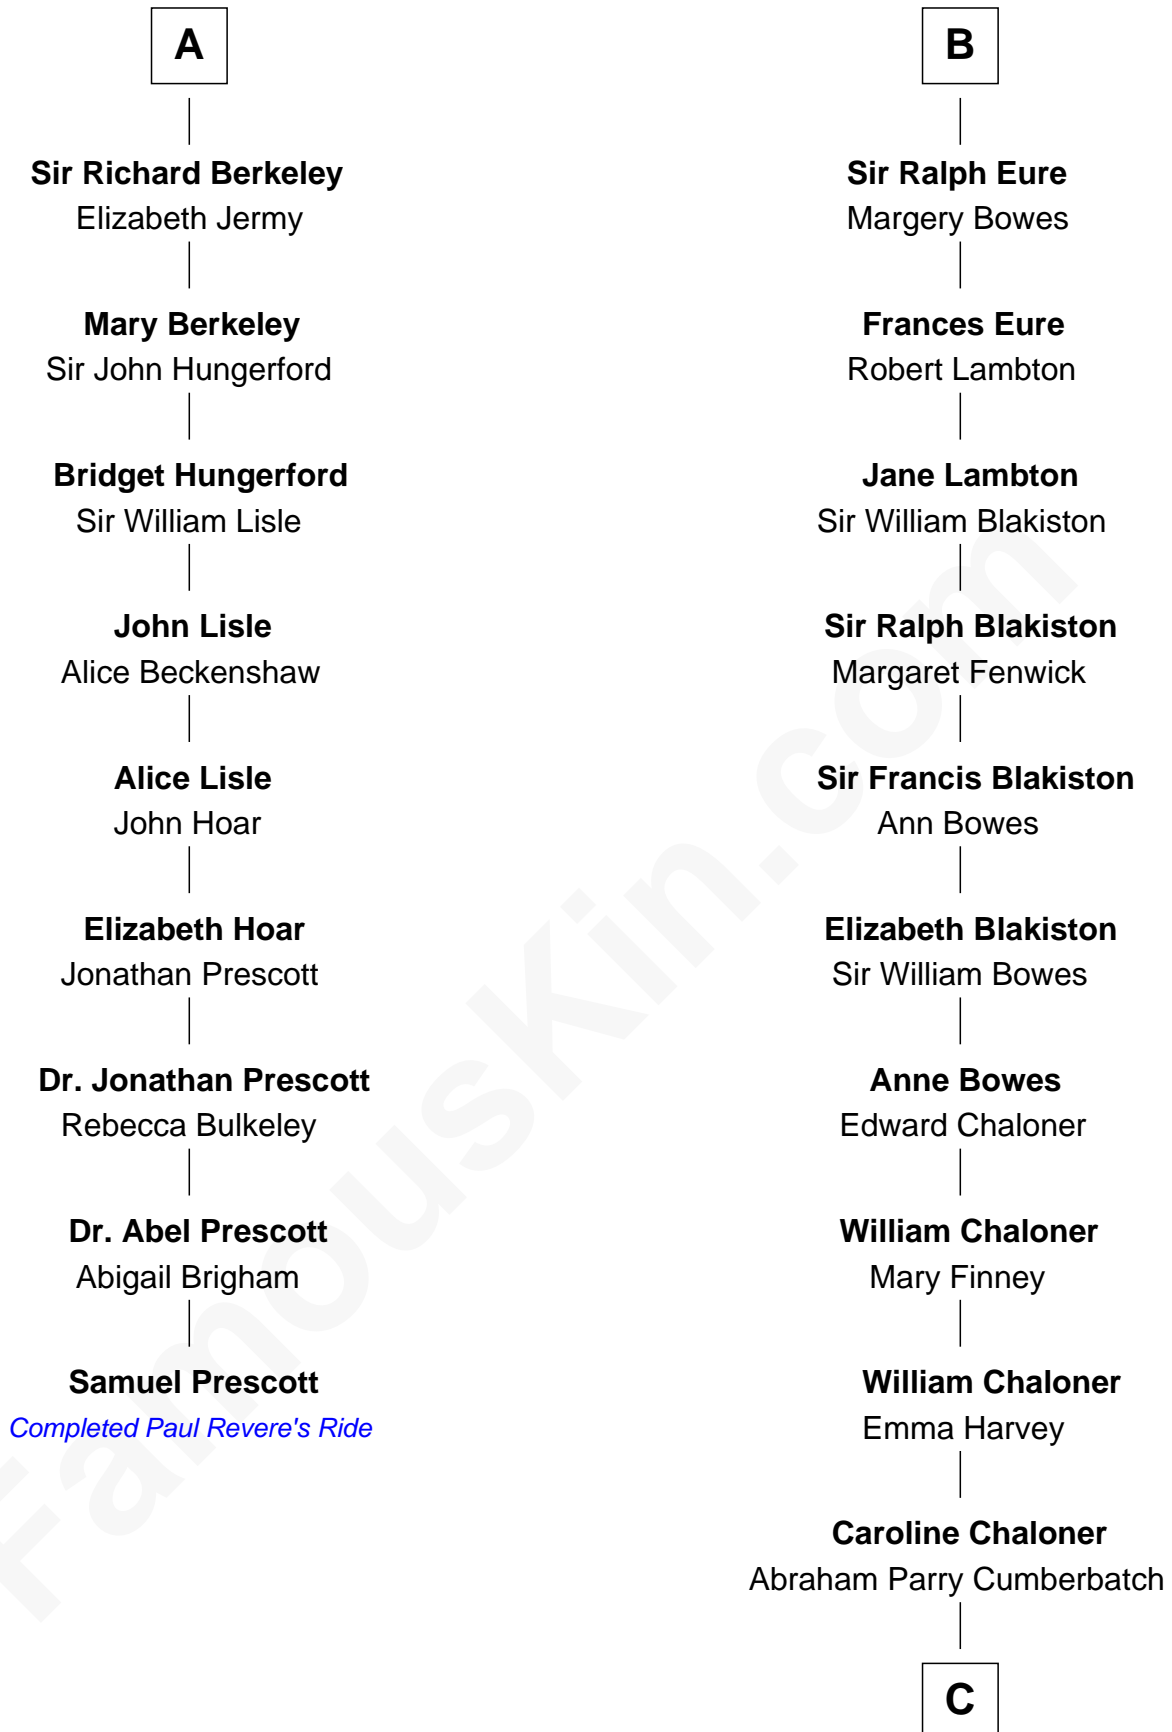 A
Sir Richard Berkeley
Elizabeth Jermy
Mary Berkeley
Sir John Hungerford
Bridget Hungerford
Sir William Lisle
John Lisle
Alice Beckenshaw
Alice Lisle
John Hoar
Elizabeth Hoar
Jonathan Prescott
Dr. Jonathan Prescott
Rebecca Bulkeley
Dr. Abel Prescott
Abigail Brigham
Samuel Prescott
Completed Paul Revere's Ride
B
Sir Ralph Eure
Margery Bowes
Frances Eure
Robert Lambton
Jane Lambton
Sir William Blakiston
Sir Ralph Blakiston
Margaret Fenwick
Sir Francis Blakiston
Ann Bowes
Elizabeth Blakiston
Sir William Bowes
Anne Bowes
Edward Chaloner
William Chaloner
Mary Finney
William Chaloner
Emma Harvey
Caroline Chaloner
Abraham Parry Cumberbatch
C
FamousKin.com